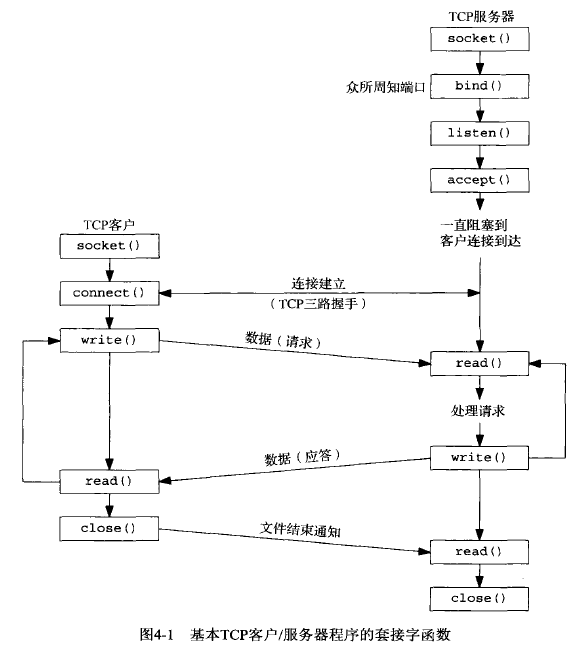 TCP服务器
socket()
众所周知端口
bind()
listen()
accept()
一直阻塞到
客户连接到达
TCP客户
socket()
connect()
连接建立
(TCP三路握手)
write()
数据(请求)
read()
处理请求
数据(应答)
write()
read()
close()
文件结束通知
read()
close()
图4-1 基本TCP客户/服务器程序的套接字函数